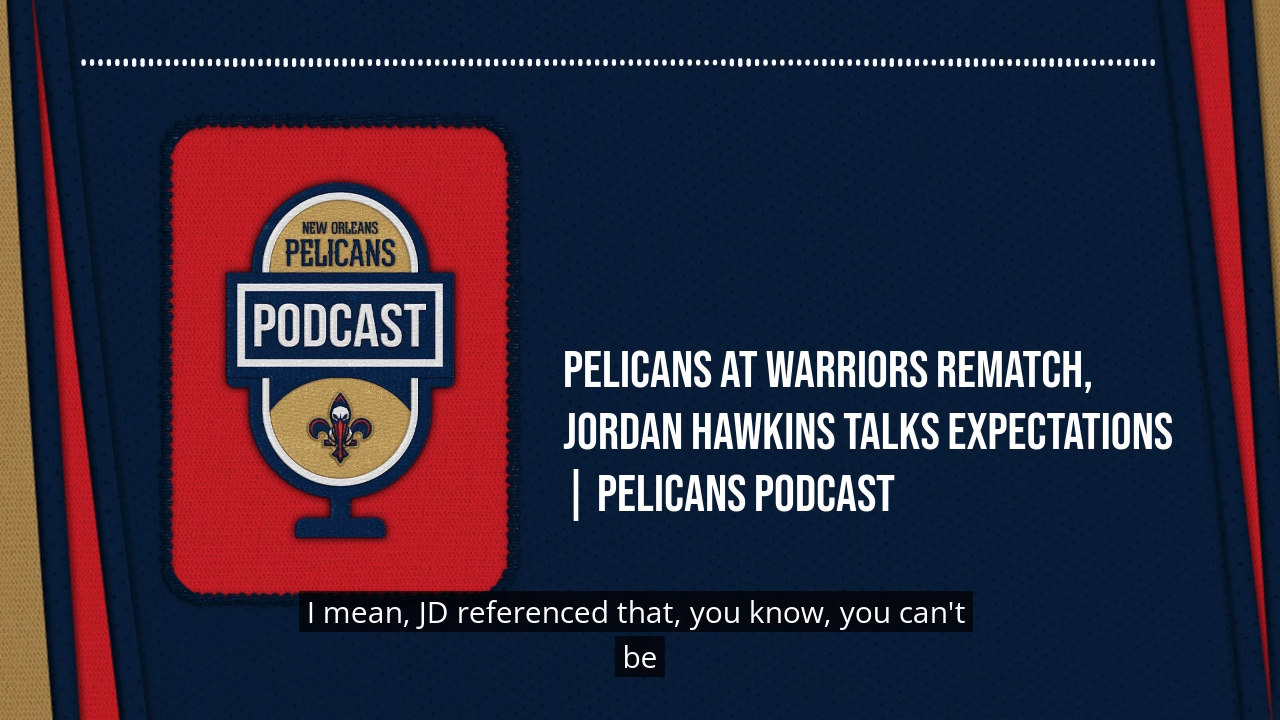 NEW ORLEANS
PELICANS
PODCAST
PELICANS AT WARRIORS REMATCH,
JORDAN HAWKINS TALKS EXPECTATIONS
| PELICANS PODCAST
I mean, JD referenced that, you know, you can't
be